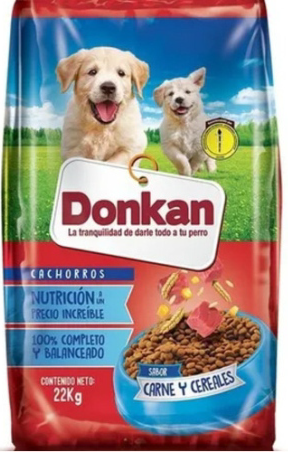 Donkan
La tranquilidad de darle todo a tu perro
CACHORROS
NUTRICIÓN a un
PRECIO INCREÍBLE
100% COMPLETO
Y BALANCEADO
CONTENIDO NETO:
22Kg
SABOR
CARNE Y CEREALES